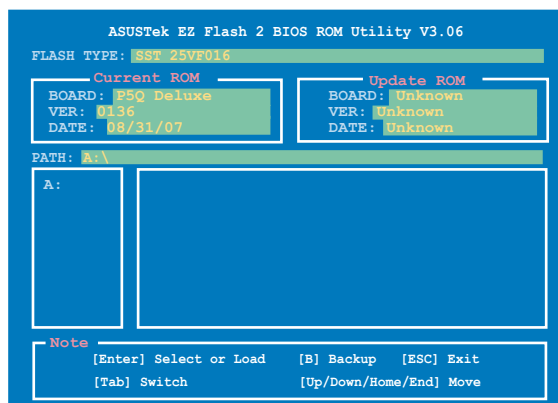 ASUSTek EZ Flash 2 BIOS ROM Utility V3.06
FLASH TYPE: SST 25VF016
Current ROM
BOARD: P5Q Deluxe
VER: 0136
DATE: 08/31/07
Update ROM
BOARD: Unknown
VER: Unknown
DATE: Unknown
PATH: A:\
A:
Note
[Enter] Select or Load [B] Backup [ESC] Exit
[Tab] Switch [Up/Down/Home/End] Move